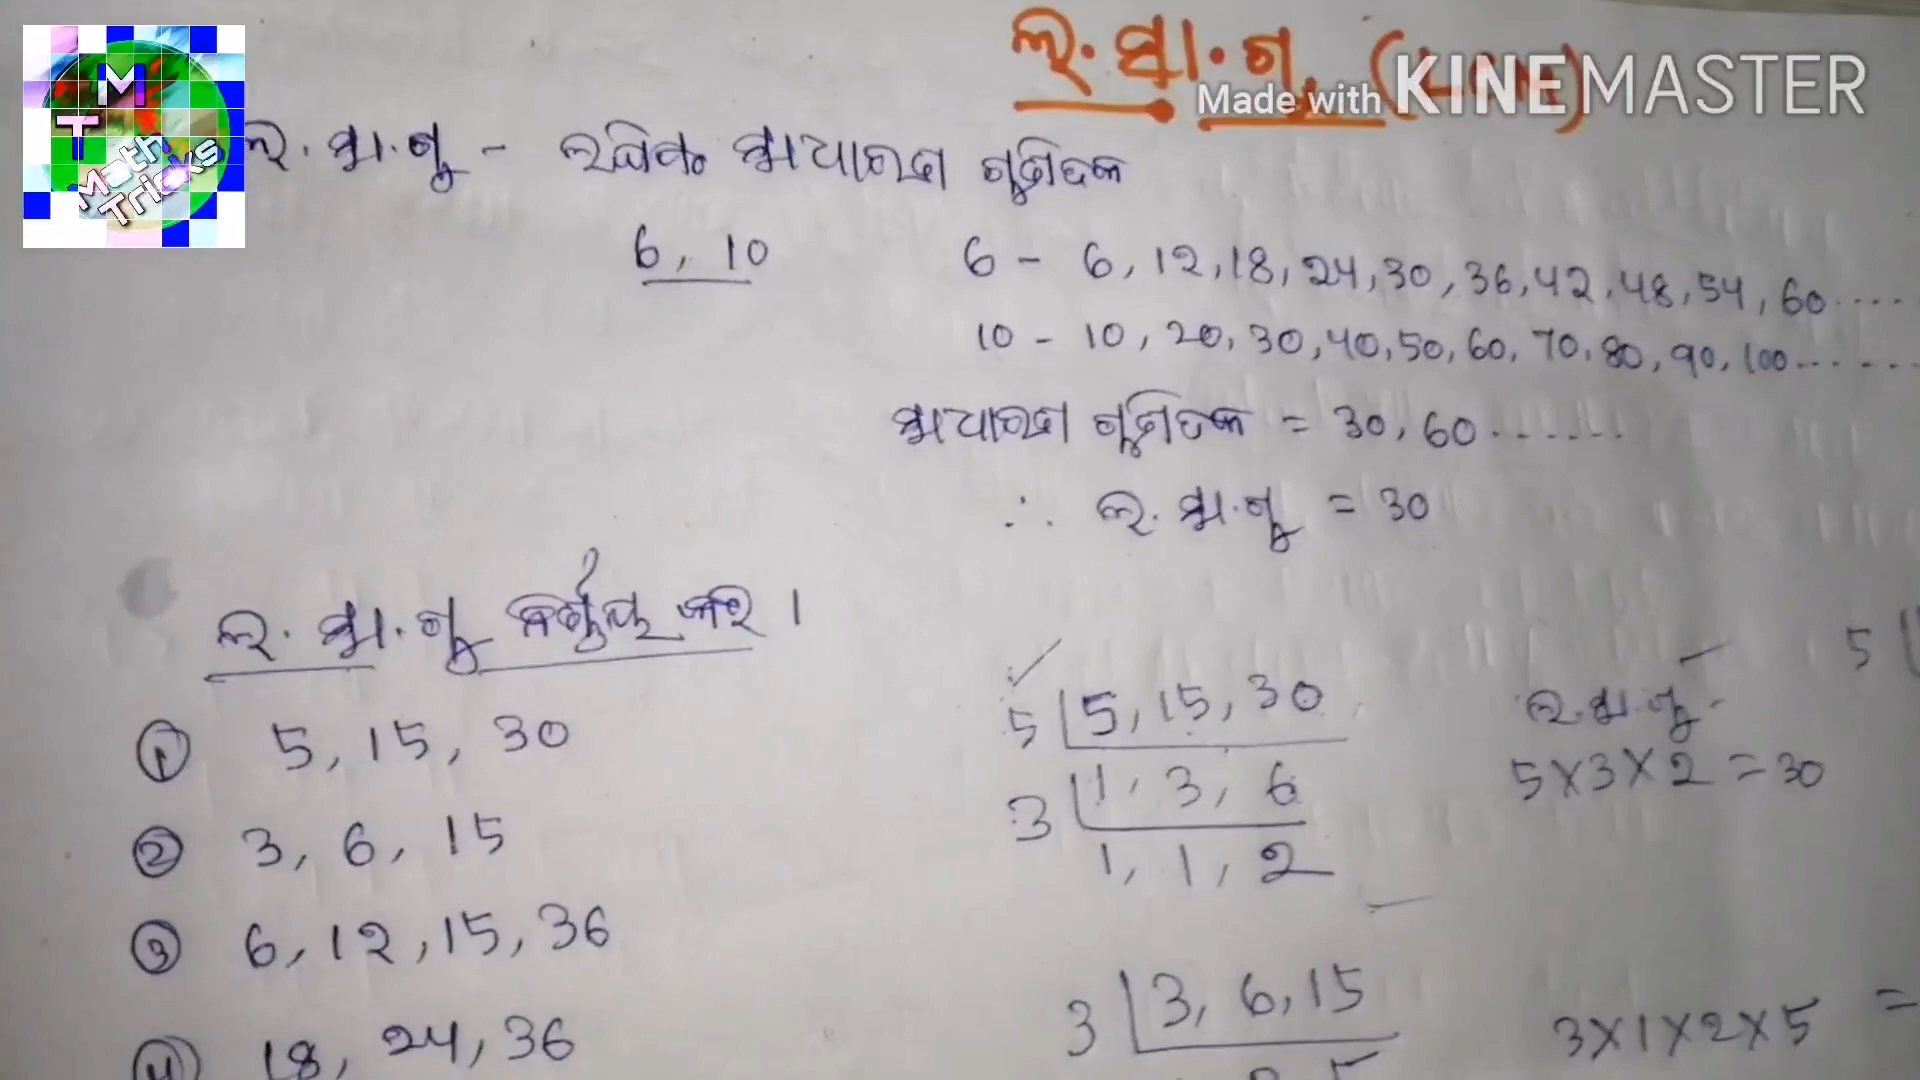 ଲ.ସା.ଗୁ. (LCM)
Made with KINEMASTER
MT
Math Tricks
ଲ.ସା.ଗୁ - ଲଘିଷ୍ଠ ସାଧାରଣ ଗୁଣିତକ
6, 10
6 - 6, 12, 18, 24, 30, 36, 42, 48, 54, 60.....
10 - 10, 20, 30, 40, 50, 60, 70, 80, 90, 100......
ସାଧାରଣ ଗୁଣିତକ = 30, 60.......
∴ ଲ.ସା.ଗୁ = 30
ଲ.ସା.ଗୁ ନିର୍ଣ୍ଣୟ କର ।
① 5, 15, 30
② 3, 6, 15
③ 6, 12, 15, 36
④ 18, 24, 36
5 | 5, 15, 30
3 | 1, 3, 6
1, 1, 2
ଲ.ସା.ଗୁ -
5×3×2 = 30
5
3 | 3, 6, 15
3×1×2×5 =